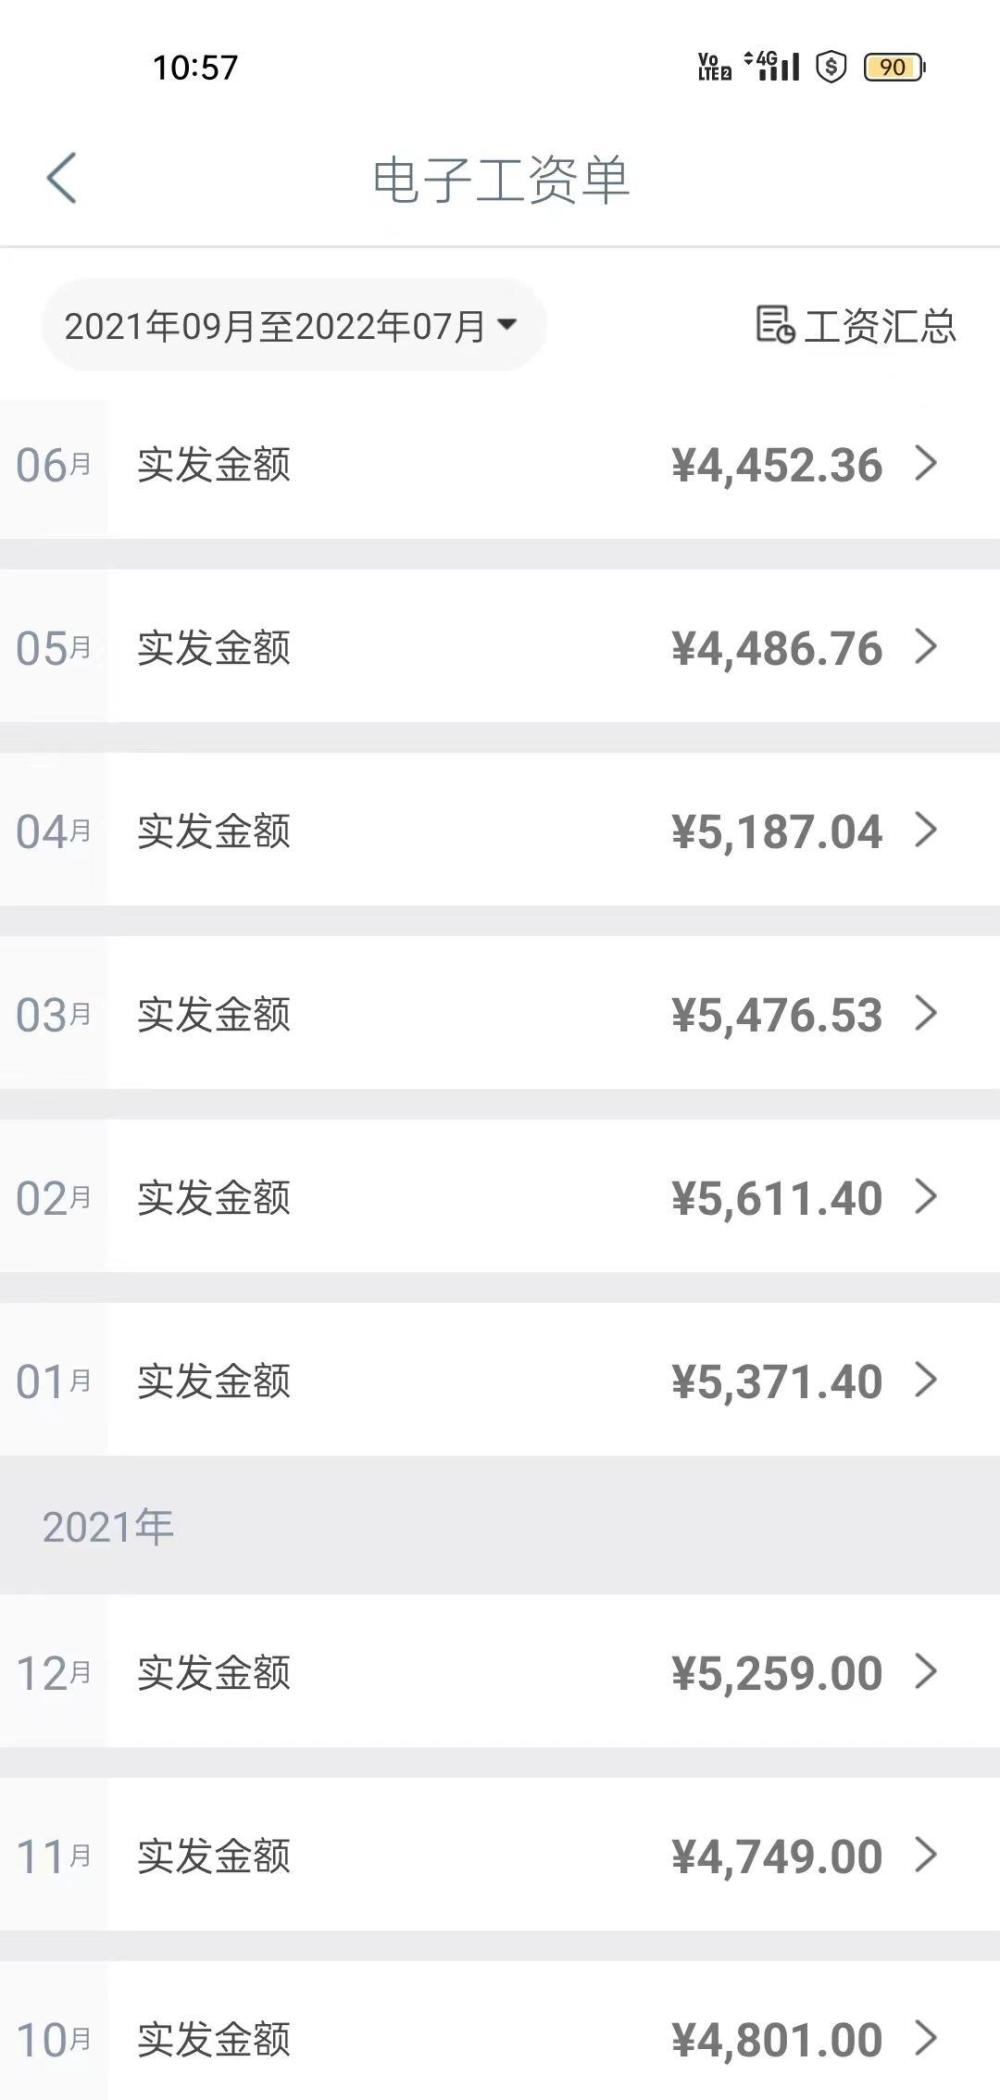 10:57
Vo LTE 2 4G 90
电子工资单
2021年09月至2022年07月
工资汇总
06月 实发金额 ¥4,452.36
05月 实发金额 ¥4,486.76
04月 实发金额 ¥5,187.04
03月 实发金额 ¥5,476.53
02月 实发金额 ¥5,611.40
01月 实发金额 ¥5,371.40
2021年
12月 实发金额 ¥5,259.00
11月 实发金额 ¥4,749.00
10月 实发金额 ¥4,801.00